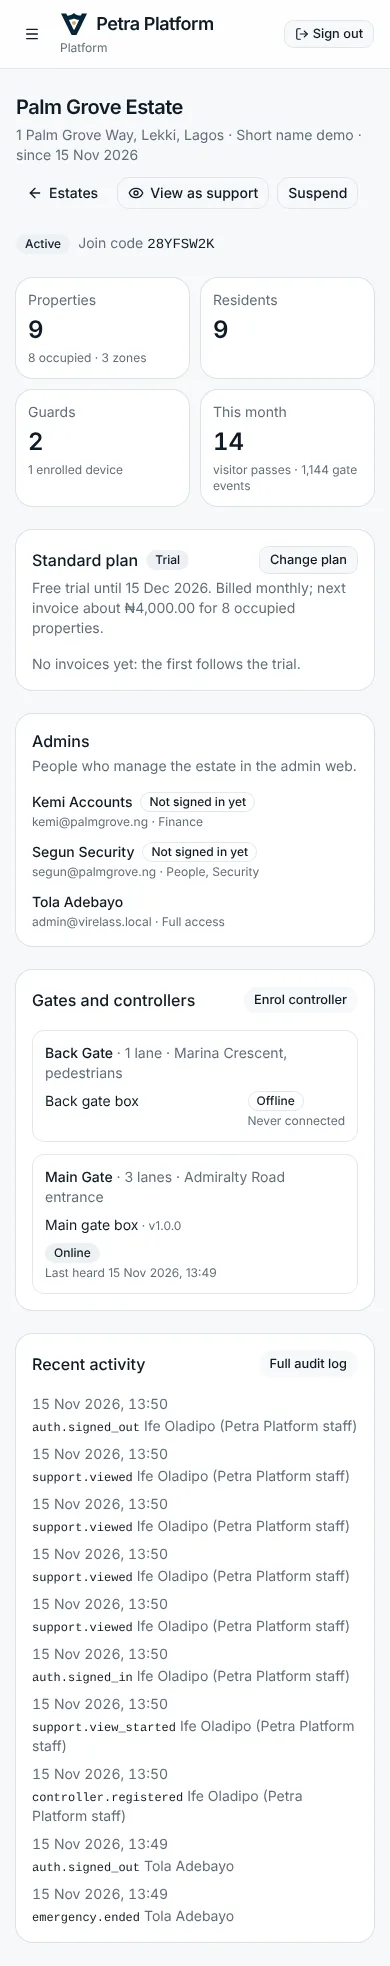 Petra Platform
Platform
Sign out
Palm Grove Estate
1 Palm Grove Way, Lekki, Lagos · Short name demo ·
since 15 Nov 2026
Estates
View as support
Suspend
Active
Join code 28YFSW2K
Properties
9
8 occupied · 3 zones
Residents
9
Guards
2
1 enrolled device
This month
14
visitor passes · 1,144 gate
events
Standard plan
Trial
Change plan
Free trial until 15 Dec 2026. Billed monthly; next
invoice about ₦4,000.00 for 8 occupied
properties.
No invoices yet: the first follows the trial.
Admins
People who manage the estate in the admin web.
Kemi Accounts
Not signed in yet
kemi@palmgrove.ng · Finance
Segun Security
Not signed in yet
segun@palmgrove.ng · People, Security
Tola Adebayo
admin@virelass.local · Full access
Gates and controllers
Enrol controller
Back Gate · 1 lane · Marina Crescent,
pedestrians
Back gate box
Offline
Never connected
Main Gate · 3 lanes · Admiralty Road
entrance
Main gate box · v1.0.0
Online
Last heard 15 Nov 2026, 13:49
Recent activity
Full audit log
15 Nov 2026, 13:50
auth.signed_out Ife Oladipo (Petra Platform staff)
15 Nov 2026, 13:50
support.viewed Ife Oladipo (Petra Platform staff)
15 Nov 2026, 13:50
support.viewed Ife Oladipo (Petra Platform staff)
15 Nov 2026, 13:50
support.viewed Ife Oladipo (Petra Platform staff)
15 Nov 2026, 13:50
support.viewed Ife Oladipo (Petra Platform staff)
15 Nov 2026, 13:50
auth.signed_in Ife Oladipo (Petra Platform staff)
15 Nov 2026, 13:50
support.view_started Ife Oladipo (Petra Platform
staff)
15 Nov 2026, 13:50
controller.registered Ife Oladipo (Petra
Platform staff)
15 Nov 2026, 13:49
auth.signed_out Tola Adebayo
15 Nov 2026, 13:49
emergency.ended Tola Adebayo